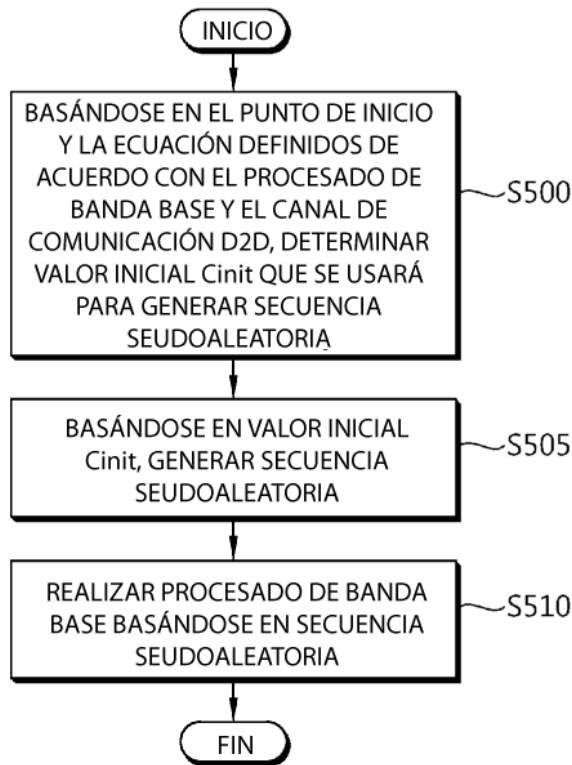 INICIO
BASÁNDOSE EN EL PUNTO DE INICIO
Y LA ECUACIÓN DEFINIDOS DE
ACUERDO CON EL PROCESADO DE
BANDA BASE Y EL CANAL DE
COMUNICACIÓN D2D, DETERMINAR
VALOR INICIAL Cinit QUE SE USARÁ
PARA GENERAR SECUENCIA
SEUDOALEATORIA
S500
BASÁNDOSE EN VALOR INICIAL
Cinit, GENERAR SECUENCIA
SEUDOALEATORIA
S505
REALIZAR PROCESADO DE BANDA
BASE BASÁNDOSE EN SECUENCIA
SEUDOALEATORIA
S510
FIN